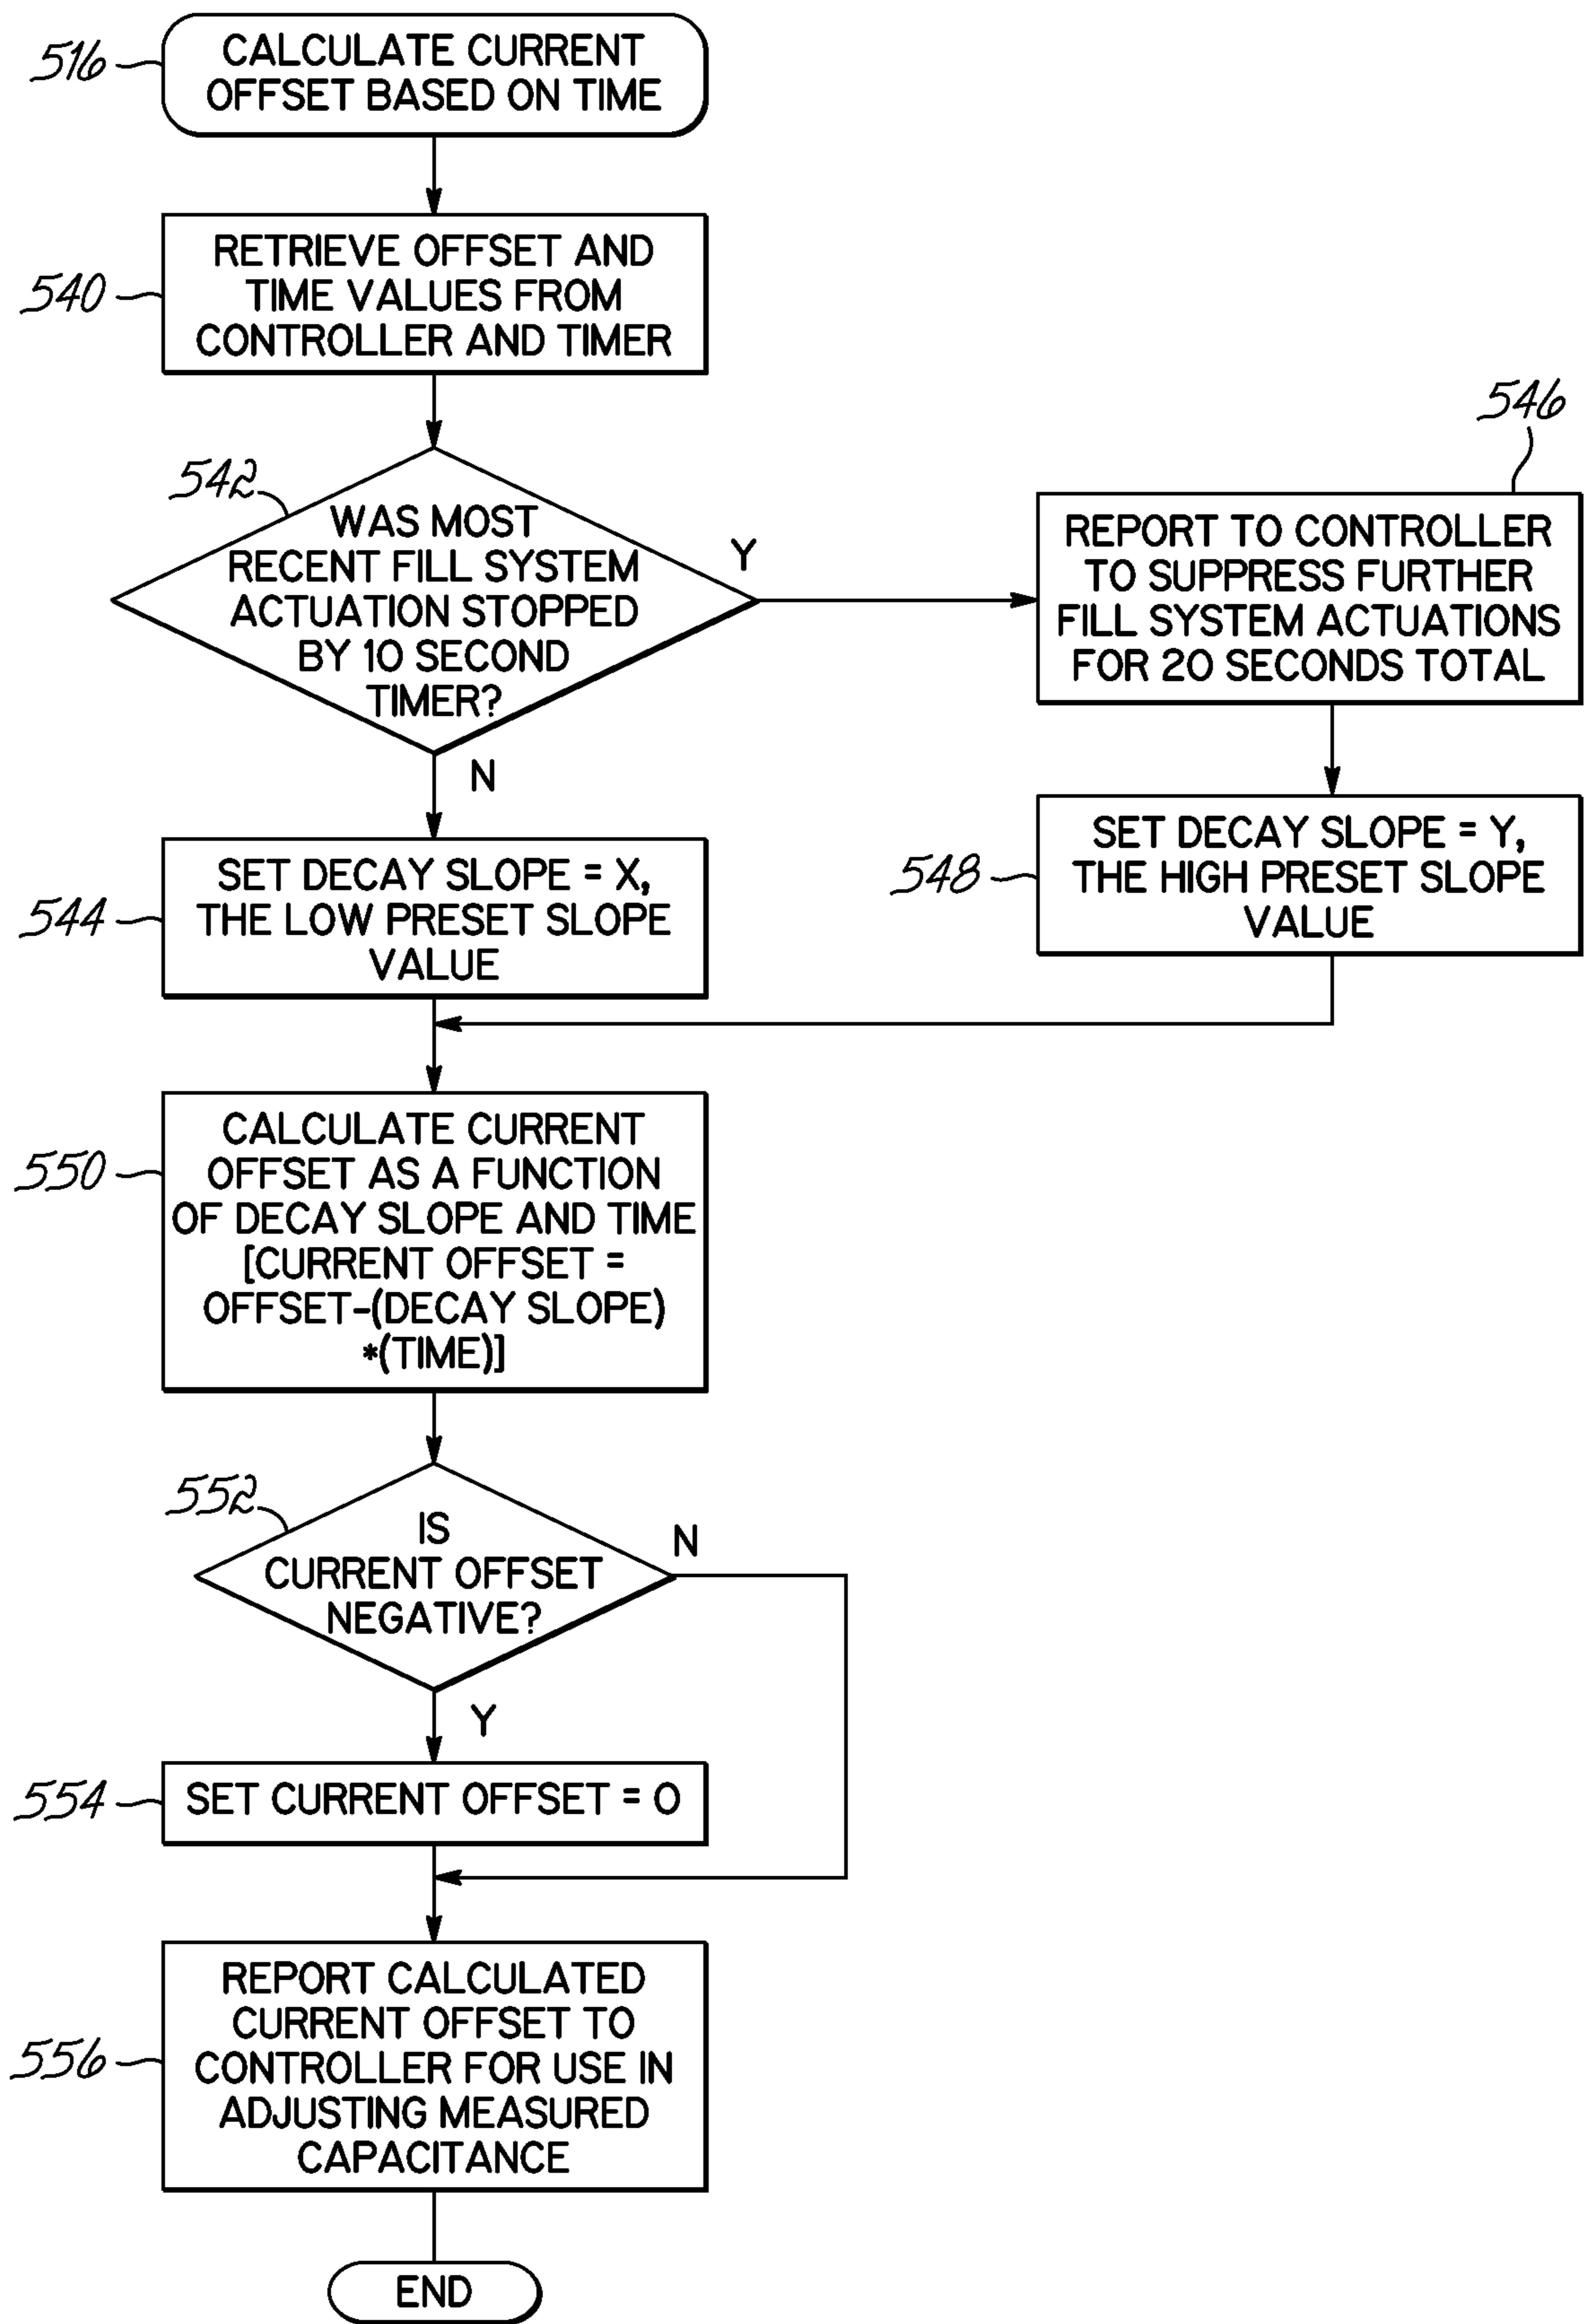 516
CALCULATE CURRENT
OFFSET BASED ON TIME
540
RETRIEVE OFFSET AND
TIME VALUES FROM
CONTROLLER AND TIMER
542
WAS MOST
RECENT FILL SYSTEM
ACTUATION STOPPED
BY 10 SECOND
TIMER?
Y
N
546
REPORT TO CONTROLLER
TO SUPPRESS FURTHER
FILL SYSTEM ACTUATIONS
FOR 20 SECONDS TOTAL
548
SET DECAY SLOPE = Y,
THE HIGH PRESET SLOPE
VALUE
544
SET DECAY SLOPE = X,
THE LOW PRESET SLOPE
VALUE
550
CALCULATE CURRENT
OFFSET AS A FUNCTION
OF DECAY SLOPE AND TIME
[CURRENT OFFSET =
OFFSET-(DECAY SLOPE)
*(TIME)]
552
IS
CURRENT OFFSET
NEGATIVE?
N
Y
554
SET CURRENT OFFSET = 0
556
REPORT CALCULATED
CURRENT OFFSET TO
CONTROLLER FOR USE IN
ADJUSTING MEASURED
CAPACITANCE
END